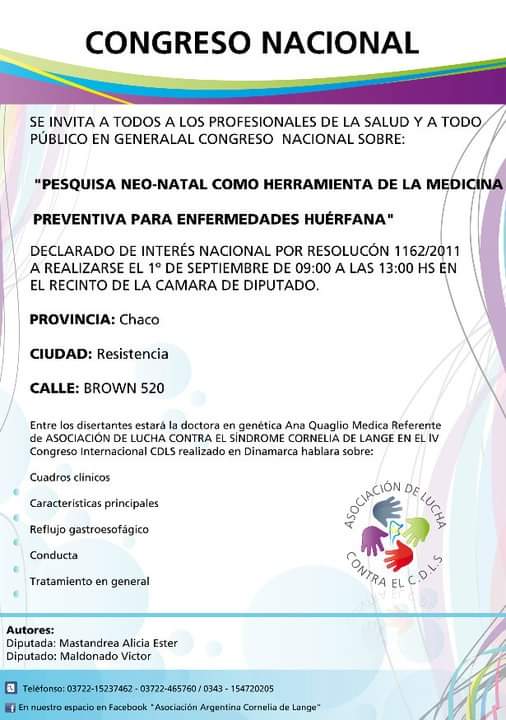 CONGRESO NACIONAL
SE INVITA A TODOS A LOS PROFESIONALES DE LA SALUD Y A TODO
PÚBLICO EN GENERALAL CONGRESO NACIONAL SOBRE:
"PESQUISA NEO-NATAL COMO HERRAMIENTA DE LA MEDICINA
PREVENTIVA PARA ENFERMEDADES HUÉRFANA"
DECLARADO DE INTERÉS NACIONAL POR RESOLUCÓN 1162/2011
A REALIZARSE EL 1º DE SEPTIEMBRE DE 09:00 A LAS 13:00 HS EN
EL RECINTO DE LA CAMARA DE DIPUTADO.
PROVINCIA: Chaco
CIUDAD: Resistencia
CALLE: BROWN 520
Entre los disertantes estará la doctora en genética Ana Quaglio Medica Referente
de ASOCIACIÓN DE LUCHA CONTRA EL SÍNDROME CORNELIA DE LANGE EN EL IV
Congreso Internacional CDLS realizado en Dinamarca hablara sobre:
Cuadros clínicos
Características principales
Reflujo gastroesofágico
Conducta
Tratamiento en general
ASOCIACIÓN DE LUCHA
CONTRA EL C.D.L.S
Autores:
Diputada: Mastandrea Alicia Ester
Diputado: Maldonado Victor
Teléfonso: 03722-15237462 - 03722-465760 / 0343 - 154720205
En nuestro espacio en Facebook "Asociación Argentina Cornelia de Lange"